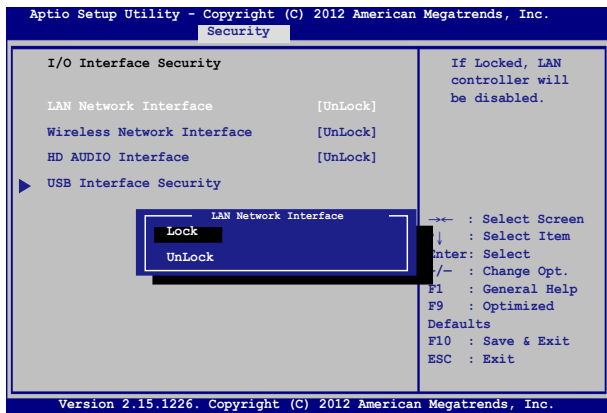 Aptio Setup Utility - Copyright (C) 2012 American Megatrends, Inc.
Security
I/O Interface Security
LAN Network Interface [UnLock]
Wireless Network Interface [UnLock]
HD AUDIO Interface [UnLock]
USB Interface Security
If Locked, LAN
controller will
be disabled.
LAN Network Interface
Lock
UnLock
→← : Select Screen
↓ : Select Item
Enter: Select
/— : Change Opt.
F1 : General Help
F9 : Optimized
Defaults
F10 : Save & Exit
ESC : Exit
Version 2.15.1226. Copyright (C) 2012 American Megatrends, Inc.